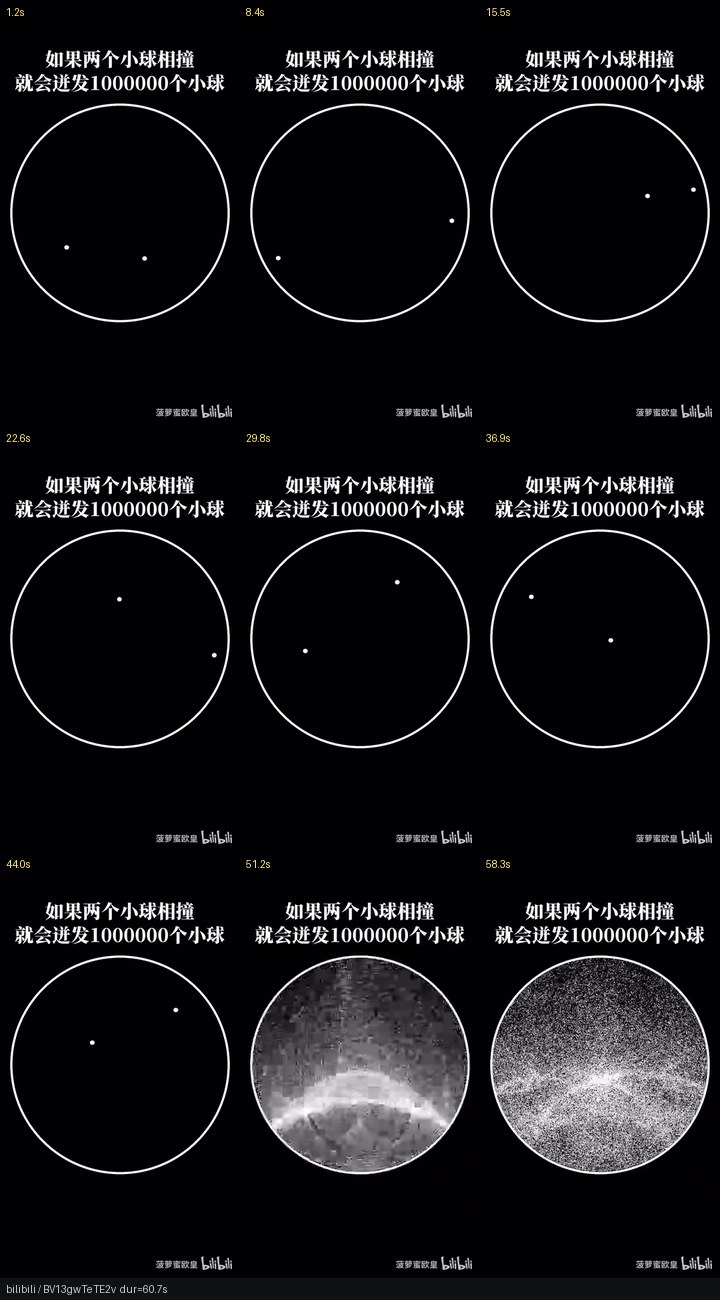 1.2s
8.4s
15.5s
如果两个小球相撞
就会迸发1000000个小球
如果两个小球相撞
就会迸发1000000个小球
如果两个小球相撞
就会迸发1000000个小球
菠萝蜜欧皇 bilibili
菠萝蜜欧皇 bilibili
菠萝蜜欧皇 bilibili
22.6s
29.8s
36.9s
如果两个小球相撞
就会迸发1000000个小球
如果两个小球相撞
就会迸发1000000个小球
如果两个小球相撞
就会迸发1000000个小球
菠萝蜜欧皇 bilibili
菠萝蜜欧皇 bilibili
菠萝蜜欧皇 bilibili
44.0s
51.2s
58.3s
如果两个小球相撞
就会迸发1000000个小球
如果两个小球相撞
就会迸发1000000个小球
如果两个小球相撞
就会迸发1000000个小球
菠萝蜜欧皇 bilibili
菠萝蜜欧皇 bilibili
菠萝蜜欧皇 bilibili
bilibili / BV13gwTeTE2v dur=60.7s